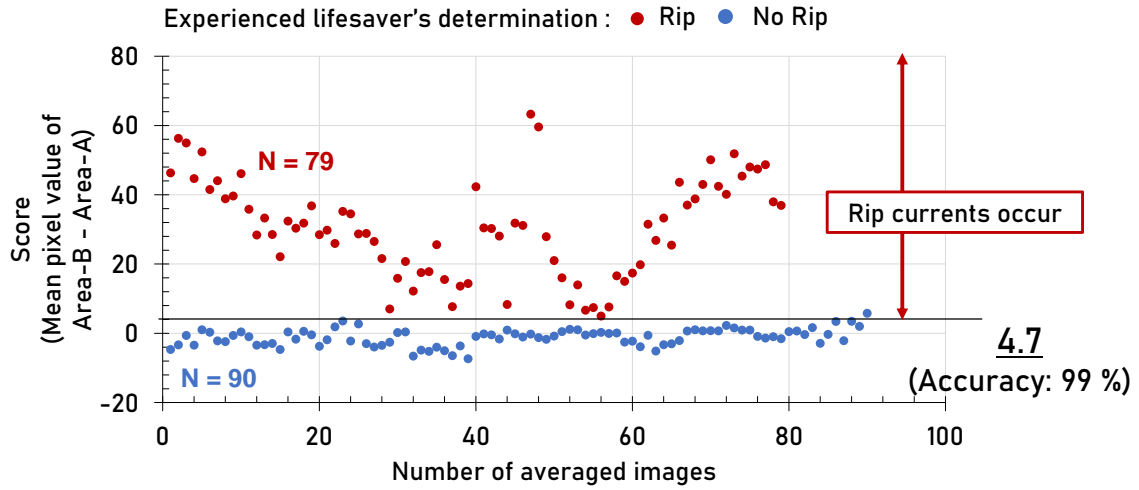 Experienced lifesaver's determination : Rip No Rip
80
60
40
20
0
-20
Score
(Mean pixel value of
Area-B - Area-A)
N = 79
N = 90
Rip currents occur
4.7
(Accuracy: 99 %)
0 20 40 60 80 100
Number of averaged images